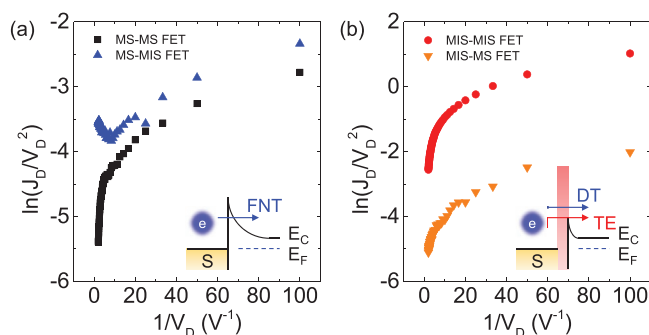 (a)
MS-MS FET
MS-MIS FET
ln(J_D/V_D^2)
-2
-3
-4
-5
-6
FNT
e
S
E_C
E_F
0 20 40 60 80 100
1/V_D (V^-1)
(b)
MIS-MIS FET
MIS-MS FET
ln(J_D/V_D^2)
2
0
-2
-4
-6
DT
TE
e
S
E_C
E_F
0 20 40 60 80 100
1/V_D (V^-1)